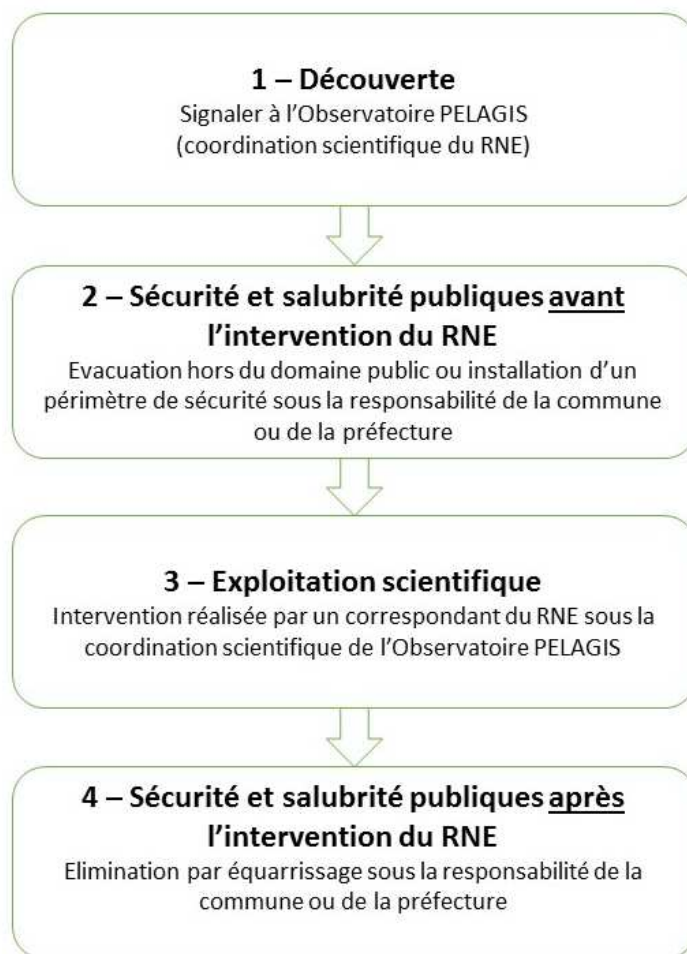 1 – Découverte
Signaler à l'Observatoire PELAGIS
(coordination scientifique du RNE)
2 – Sécurité et salubrité publiques avant
l'intervention du RNE
Evacuation hors du domaine public ou installation d'un
périmètre de sécurité sous la responsabilité de la commune
ou de la préfecture
3 – Exploitation scientifique
Intervention réalisée par un correspondant du RNE sous la
coordination scientifique de l'Observatoire PELAGIS
4 – Sécurité et salubrité publiques après
l'intervention du RNE
Elimination par équarrissage sous la responsabilité de la
commune ou de la préfecture